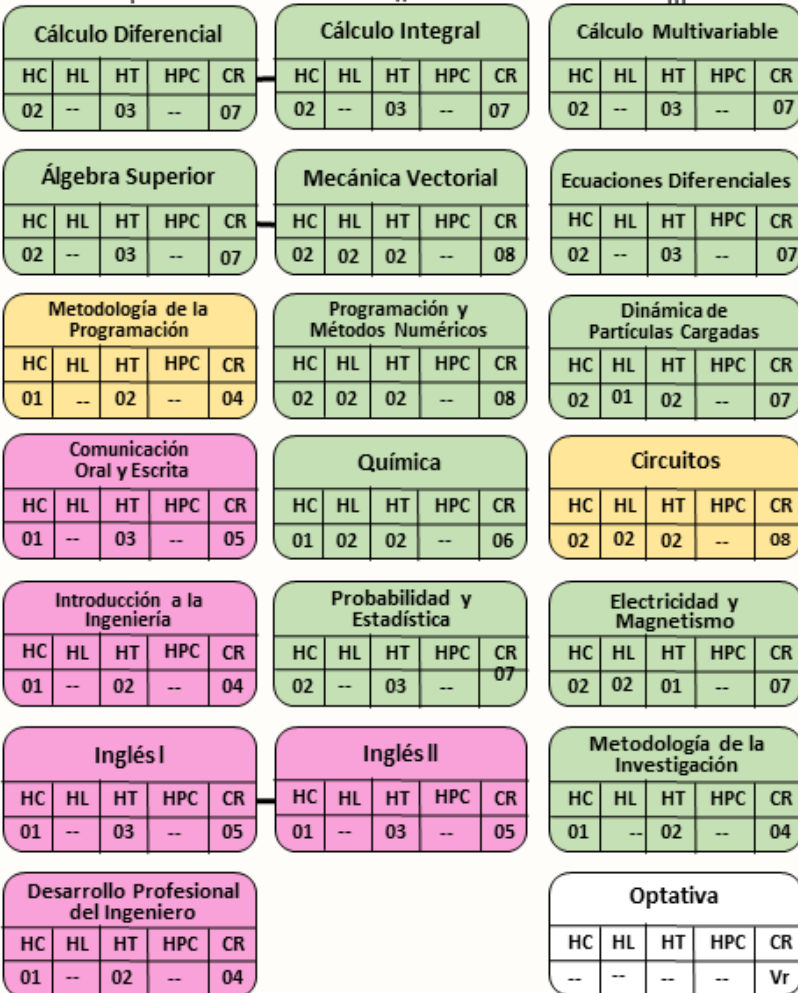 Cálculo Diferencial
HC HL HT HPC CR
02 -- 03 -- 07
Cálculo Integral
HC HL HT HPC CR
02 -- 03 -- 07
Cálculo Multivariable
HC HL HT HPC CR
02 -- 03 -- 07
Álgebra Superior
HC HL HT HPC CR
02 -- 03 -- 07
Mecánica Vectorial
HC HL HT HPC CR
02 02 02 -- 08
Ecuaciones Diferenciales
HC HL HT HPC CR
02 -- 03 -- 07
Metodología de la
Programación
HC HL HT HPC CR
01 -- 02 -- 04
Programación y
Métodos Numéricos
HC HL HT HPC CR
02 02 02 -- 08
Dinámica de
Partículas Cargadas
HC HL HT HPC CR
02 01 02 -- 07
Comunicación
Oral y Escrita
HC HL HT HPC CR
01 -- 03 -- 05
Química
HC HL HT HPC CR
01 02 02 -- 06
Circuitos
HC HL HT HPC CR
02 02 02 -- 08
Introducción a la
Ingeniería
HC HL HT HPC CR
01 -- 02 -- 04
Probabilidad y
Estadística
HC HL HT HPC CR
02 -- 03 -- 07
Electricidad y
Magnetismo
HC HL HT HPC CR
02 02 01 -- 07
Inglés I
HC HL HT HPC CR
01 -- 03 -- 05
Inglés II
HC HL HT HPC CR
01 -- 03 -- 05
Metodología de la
Investigación
HC HL HT HPC CR
01 -- 02 -- 04
Desarrollo Profesional
del Ingeniero
HC HL HT HPC CR
01 -- 02 -- 04
Optativa
HC HL HT HPC CR
-- -- -- -- Vr